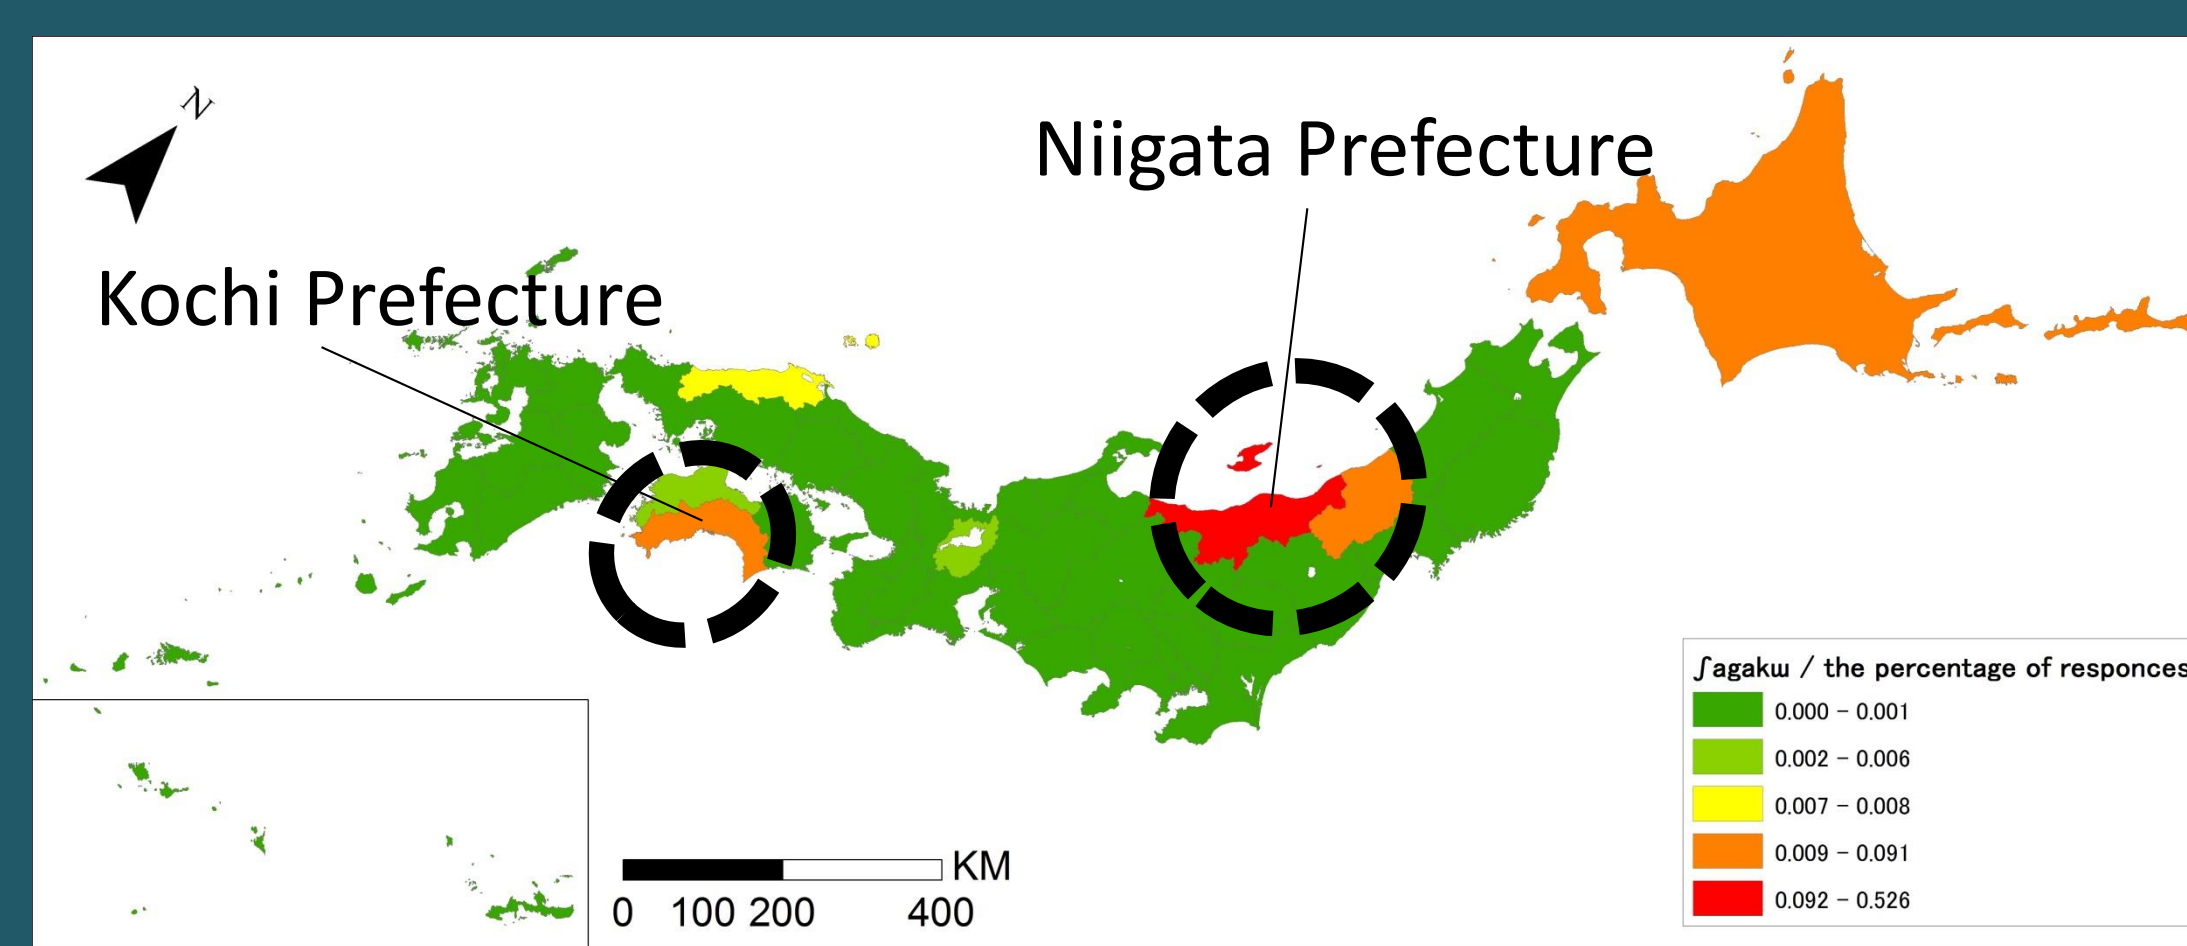 N
Niigata Prefecture
Kochi Prefecture
ʃagakɯ / the percentage of responces
0.000 − 0.001
0.002 − 0.006
0.007 − 0.008
0.009 − 0.091
0.092 − 0.526
KM
0 100 200 400